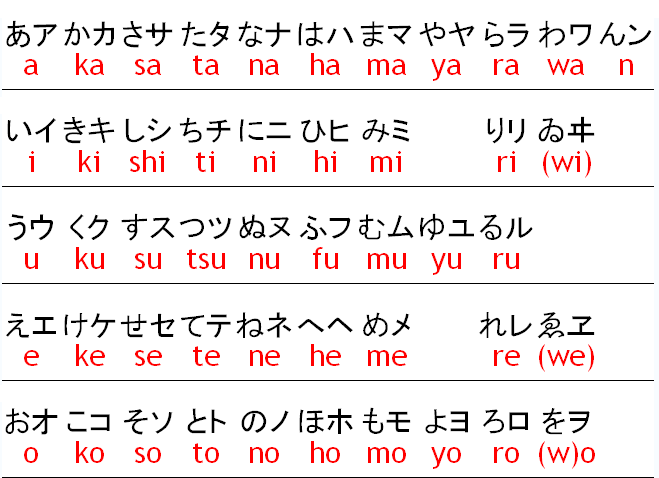 あア かカ さサ たタ なナ はハ まマ やヤ らラ わワ んン
a ka sa ta na ha ma ya ra wa n
いイ きキ しシ ちチ にニ ひヒ みミ りリ ゐヰ
i ki shi ti ni hi mi ri (wi)
うウ くク すス つツ ぬヌ ふフ むム ゆユ るル
u ku su tsu nu fu mu yu ru
えエ けケ せセ てテ ねネ へヘ めメ れレ ゑヱ
e ke se te ne he me re (we)
おオ こコ そソ とト のノ ほホ もモ よヨ ろロ をヲ
o ko so to no ho mo yo ro (w)o